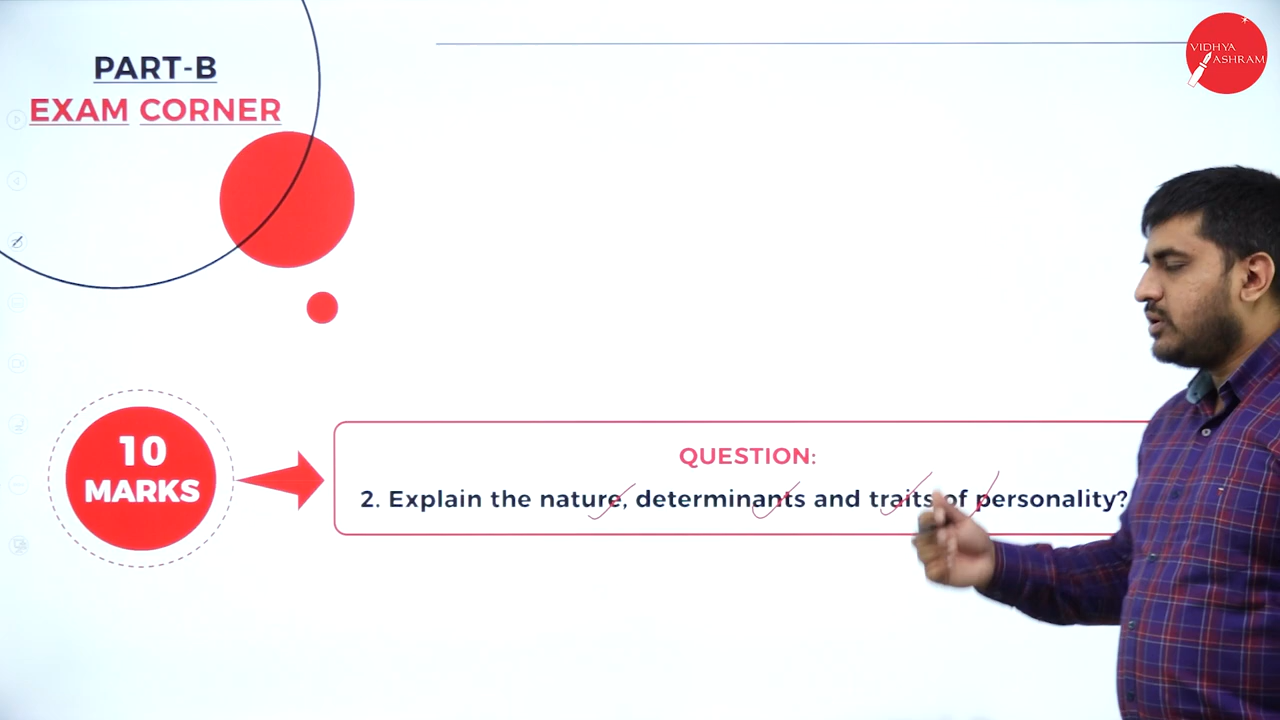 PART-B
EXAM CORNER
VIDHYA
ASHRAM
10
MARKS
QUESTION:
2. Explain the nature, determinants and traits of personality?